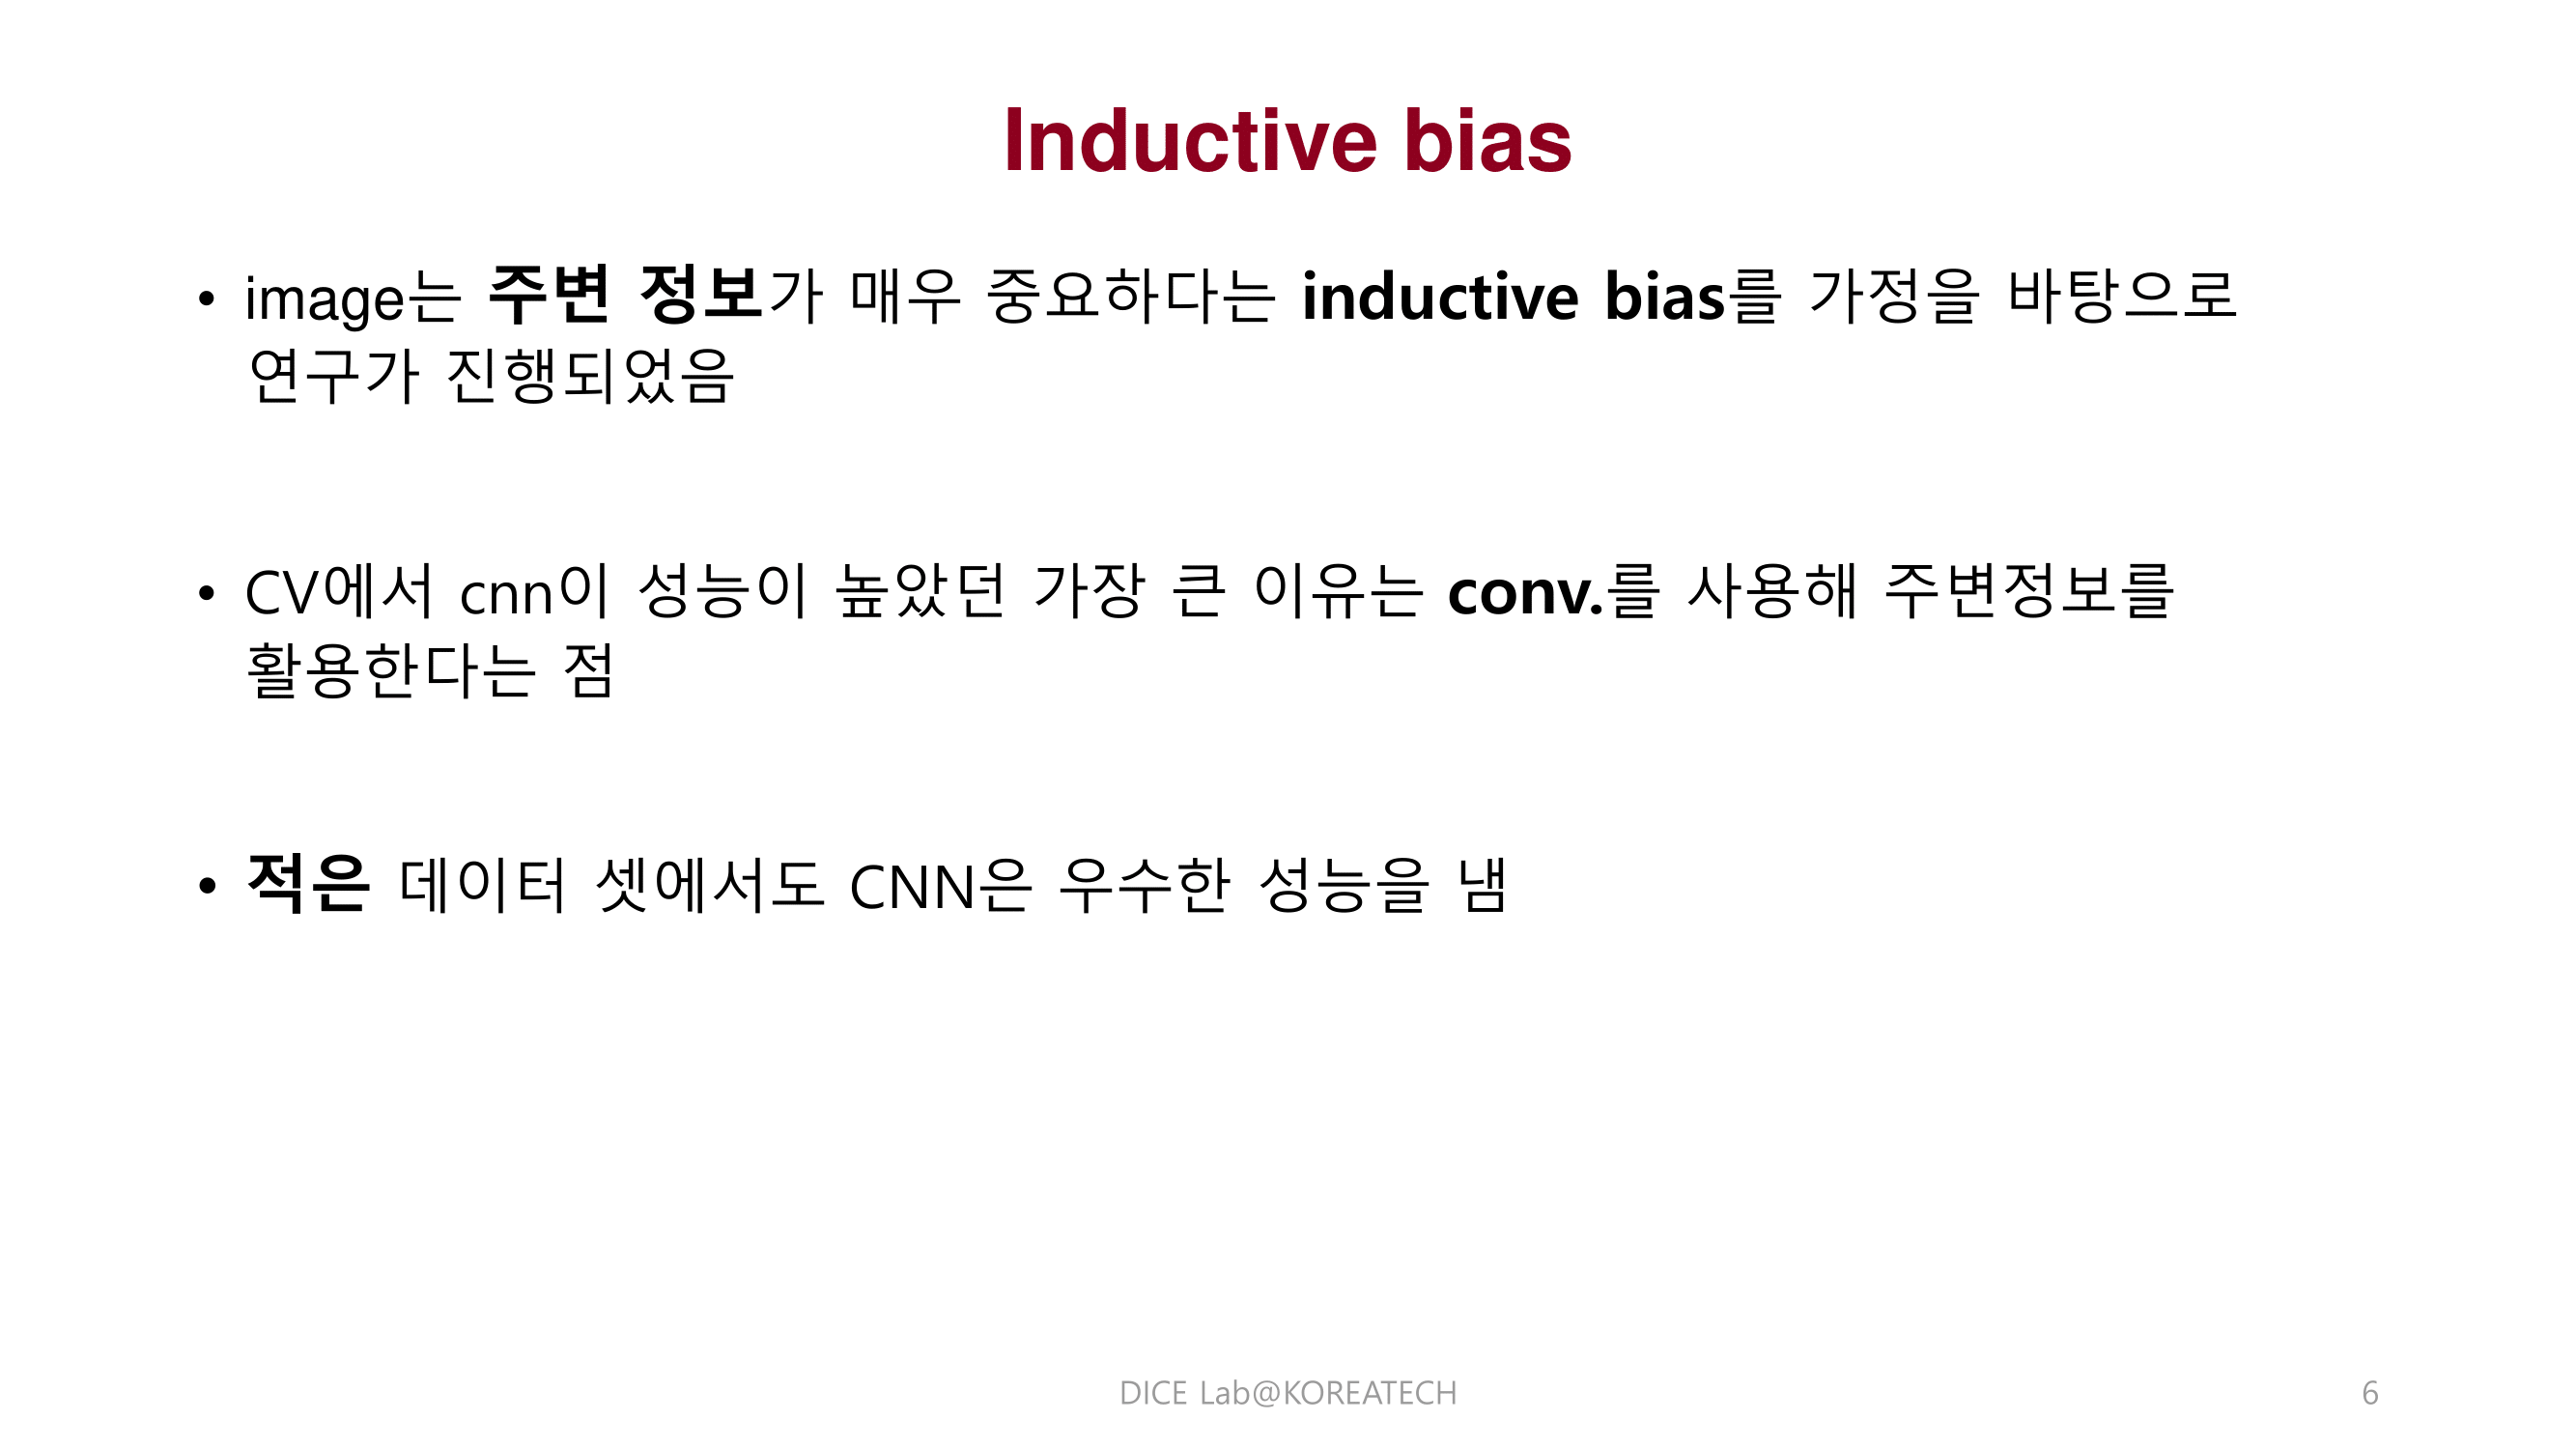 Inductive bias
• image는 주변 정보가 매우 중요하다는 inductive bias를 가정을 바탕으로
연구가 진행되었음
• CV에서 cnn이 성능이 높았던 가장 큰 이유는 conv.를 사용해 주변정보를
활용한다는 점
• 적은 데이터 셋에서도 CNN은 우수한 성능을 냄
DICE Lab@KOREATECH
6